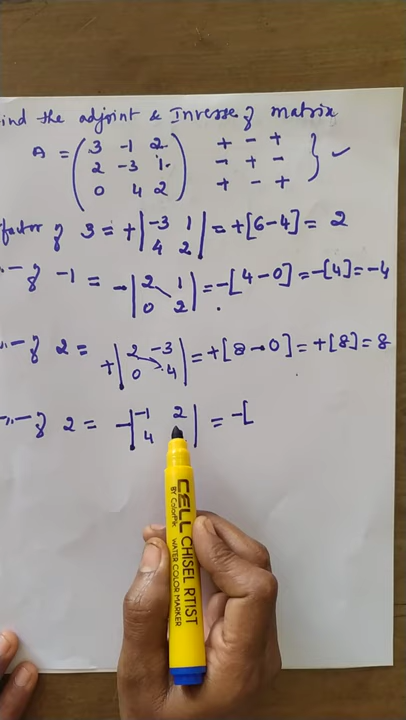 ind the adjoint & Inverse of matrix
A = (3 -1 2 + - +
2 -3 1 - + -
0 4 2) + - + } ✓
factor of 3 = +|-3 1
4 2| = +[6-4] = 2
-"- of -1 = -|2 1
0 2| = -[4-0] = -[4] = -4
-"- of 2 = +|2 -3
0 4| = +[8-0] = +[8] = 8
-"- of 2 = -|-1 2
4 | = -[
CELL CHISEL RTIST
BY ColorPik WATER COLOR MARKER